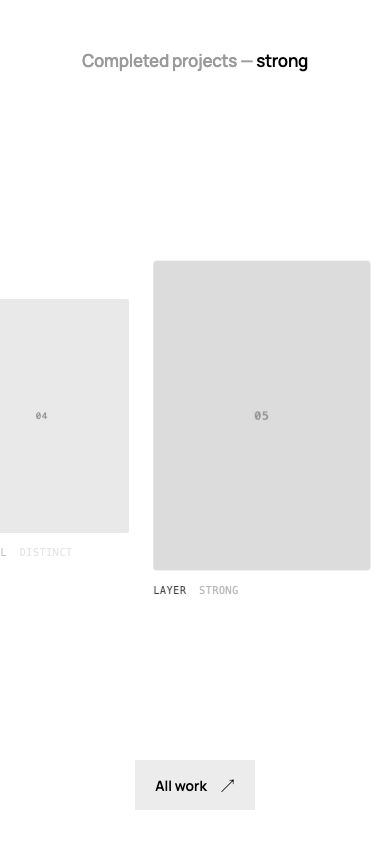 Completed projects — strong
04
05
L DISTINCT
LAYER STRONG
All work ↗